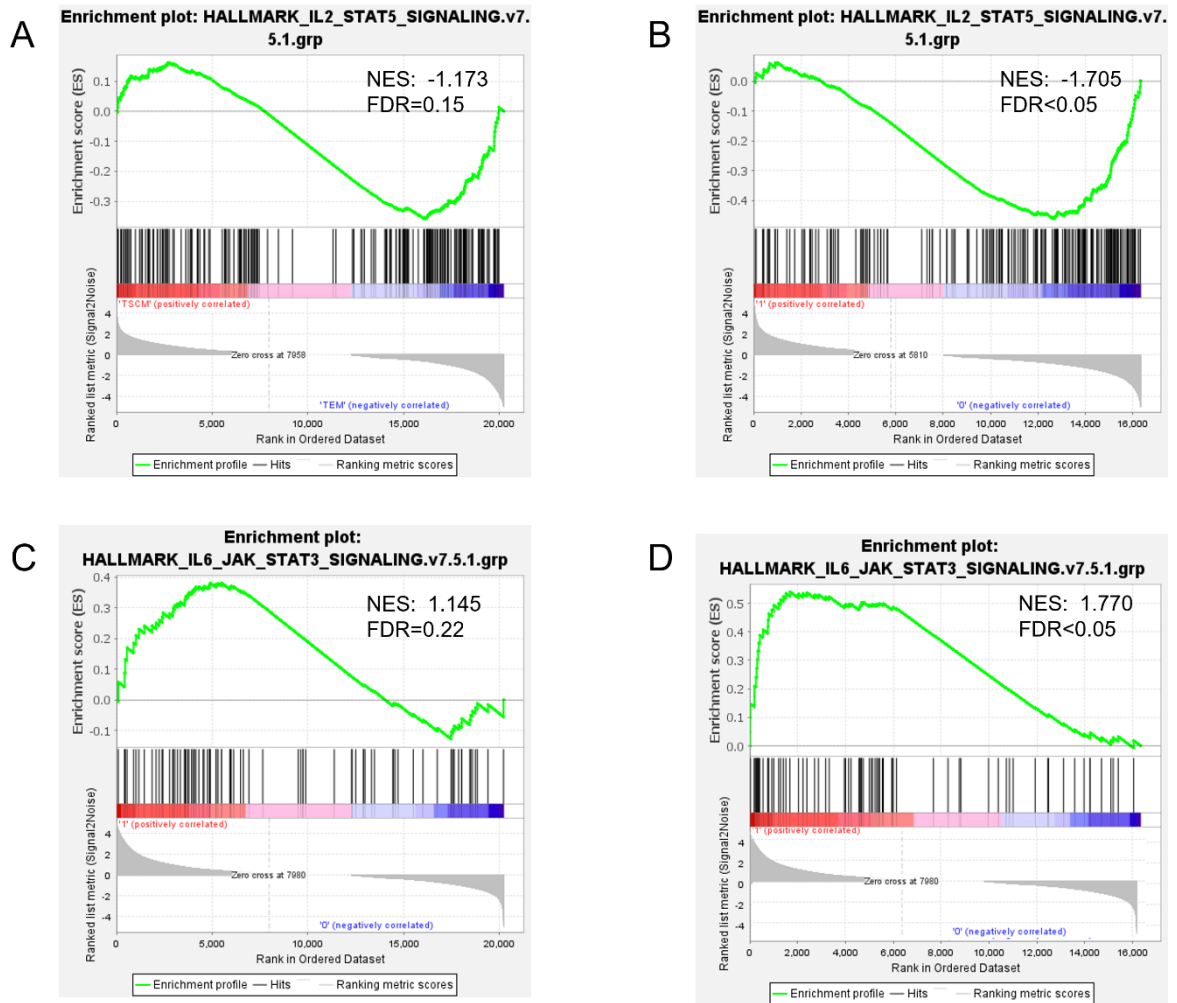 A
Enrichment plot: HALLMARK_IL2_STAT5_SIGNALING.v7.
5.1.grp
NES: -1.173
FDR=0.15
Enrichment score (ES)
0.1
0.0
-0.1
-0.2
-0.3
'TSCM' (positively correlated)
Ranked list metric (Signal2Noise)
4
2
0
-2
-4
Zero cross at 7958
'TEM' (negatively correlated)
0
5,000
10,000
15,000
20,000
Rank in Ordered Dataset
Enrichment profile
Hits
Ranking metric scores
B
Enrichment plot: HALLMARK_IL2_STAT5_SIGNALING.v7.
5.1.grp
NES: -1.705
FDR<0.05
Enrichment score (ES)
0.0
-0.1
-0.2
-0.3
-0.4
'1' (positively correlated)
Ranked list metric (Signal2Noise)
4
2
0
-2
-4
Zero cross at 5810
'0' (negatively correlated)
0
2,000
4,000
6,000
8,000
10,000
12,000
14,000
16,000
Rank in Ordered Dataset
Enrichment profile
Hits
Ranking metric scores
C
Enrichment plot:
HALLMARK_IL6_JAK_STAT3_SIGNALING.v7.5.1.grp
NES: 1.145
FDR=0.22
Enrichment score (ES)
0.4
0.3
0.2
0.1
0.0
-0.1
'1' (positively correlated)
Ranked list metric (Signal2Noise)
4
2
0
-2
-4
Zero cross at 7980
'0' (negatively correlated)
0
5,000
10,000
15,000
20,000
Rank in Ordered Dataset
Enrichment profile
Hits
Ranking metric scores
D
Enrichment plot:
HALLMARK_IL6_JAK_STAT3_SIGNALING.v7.5.1.grp
NES: 1.770
FDR<0.05
Enrichment score (ES)
0.5
0.4
0.3
0.2
0.1
0.0
1' (positively correlated)
Ranked list metric (Signal2Noise)
4
2
0
-2
-4
Zero cross at 7980
'0' (negatively correlated)
0
2,000
4,000
6,000
8,000
10,000
12,000
14,000
16,000
Rank in Ordered Dataset
Enrichment profile
Hits
Ranking metric scores